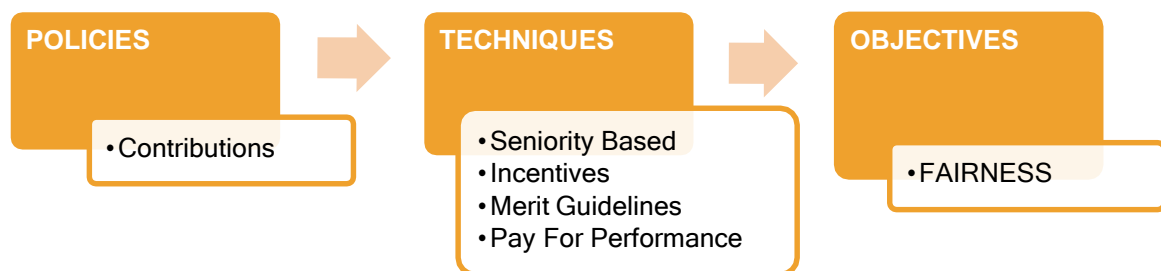 POLICIES
•Contributions
TECHNIQUES
•Seniority Based
•Incentives
•Merit Guidelines
•Pay For Performance
OBJECTIVES
•FAIRNESS